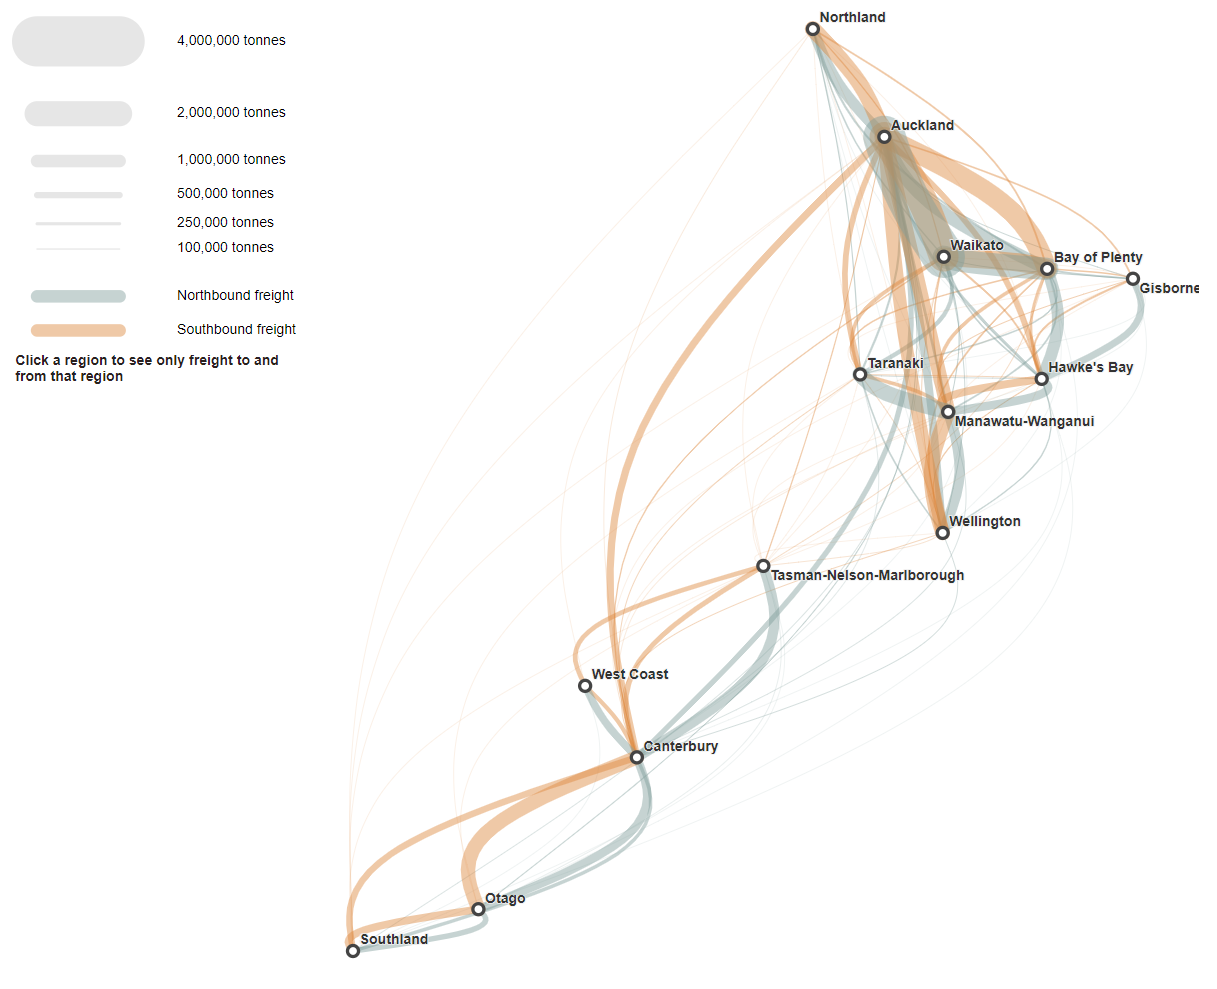 4,000,000 tonnes
2,000,000 tonnes
1,000,000 tonnes
500,000 tonnes
250,000 tonnes
100,000 tonnes
Northbound freight
Southbound freight
Click a region to see only freight to and
from that region
Northland
Auckland
Waikato
Bay of Plenty
Gisborne
Taranaki
Hawke's Bay
Manawatu-Wanganui
Wellington
Tasman-Nelson-Marlborough
West Coast
Canterbury
Otago
Southland